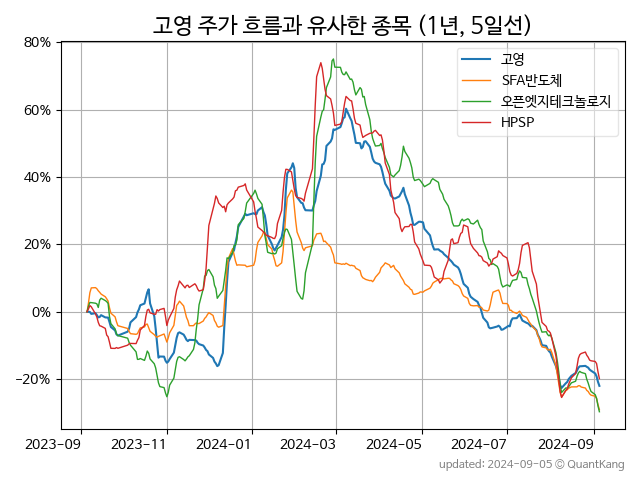 고영 주가 흐름과 유사한 종목 (1년, 5일선)
80%
60%
40%
20%
0%
−20%
고영
SFA반도체
오픈엣지테크놀로지
HPSP
2023-09 2023-11 2024-01 2024-03 2024-05 2024-07 2024-09
updated: 2024-09-05 © QuantKang